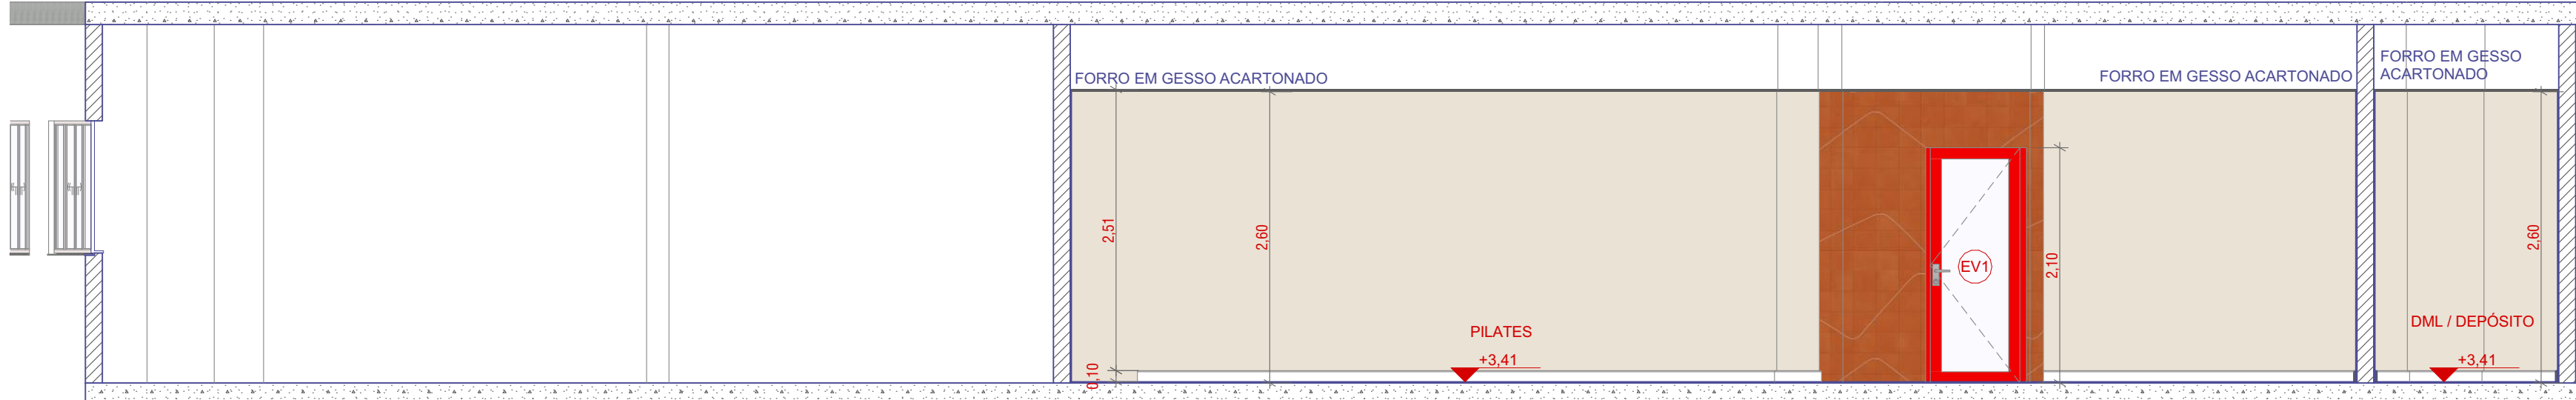 FORRO EM GESSO ACARTONADO
FORRO EM GESSO ACARTONADO
FORRO EM GESSO
ACARTONADO
2,51
2,60
2,10
2,60
EV1
PILATES
+3,41
DML / DEPÓSITO
+3,41
0,10